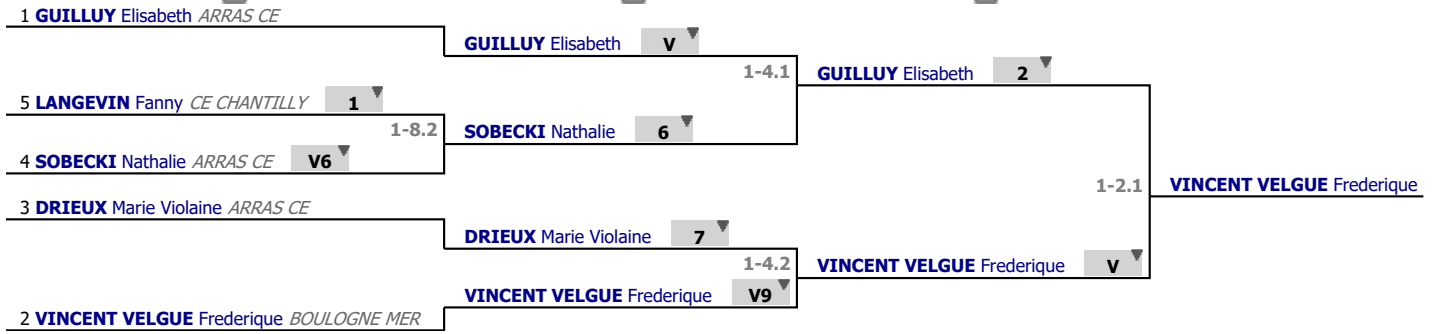 1 GUILLUY Elisabeth ARRAS CE
GUILLUY Elisabeth V
1-4.1
GUILLUY Elisabeth 2
5 LANGEVIN Fanny CE CHANTILLY 1
1-8.2
SOBECKI Nathalie 6
4 SOBECKI Nathalie ARRAS CE V6
1-2.1
VINCENT VELGUE Frederique
3 DRIEUX Marie Violaine ARRAS CE
DRIEUX Marie Violaine 7
1-4.2
VINCENT VELGUE Frederique V
VINCENT VELGUE Frederique V9
2 VINCENT VELGUE Frederique BOULOGNE MER